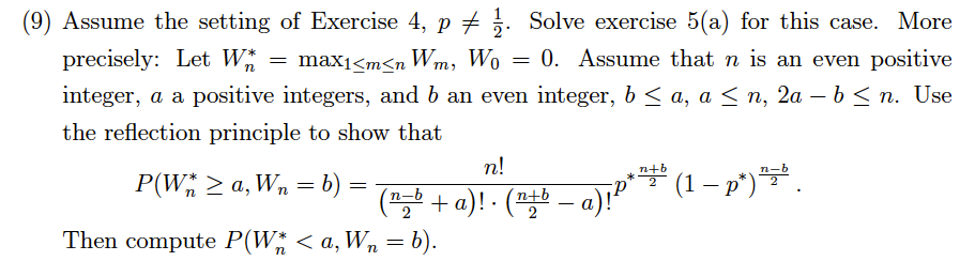 (9) Assume the setting of Exercise 4, p ≠ 1/2. Solve exercise 5(a) for this case. More
precisely: Let W*_n = max_{1≤m≤n} W_m, W_0 = 0. Assume that n is an even positive
integer, a a positive integers, and b an even integer, b ≤ a, a ≤ n, 2a − b ≤ n. Use
the reflection principle to show that
P(W*_n ≥ a, W_n = b) = n! / ((n−b)/2 + a)! · ((n+b)/2 − a)! p*^{(n+b)/2} (1 − p*)^{(n−b)/2} .
Then compute P(W*_n < a, W_n = b).